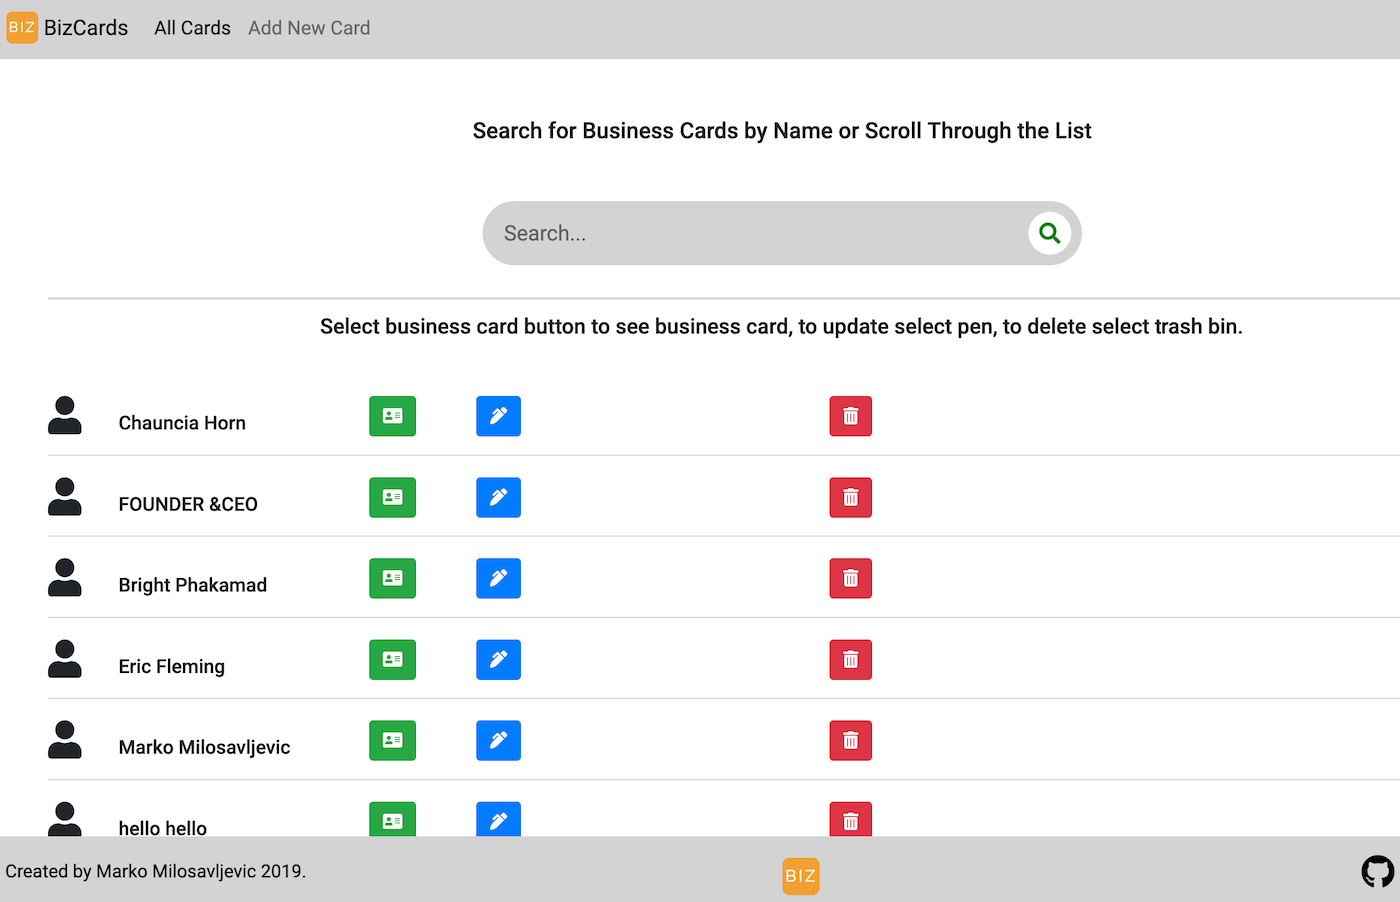 BIZ BizCards All Cards Add New Card
Search for Business Cards by Name or Scroll Through the List
Search...
Select business card button to see business card, to update select pen, to delete select trash bin.
Chauncia Horn
FOUNDER &CEO
Bright Phakamad
Eric Fleming
Marko Milosavljevic
hello hello
Created by Marko Milosavljevic 2019.
BIZ